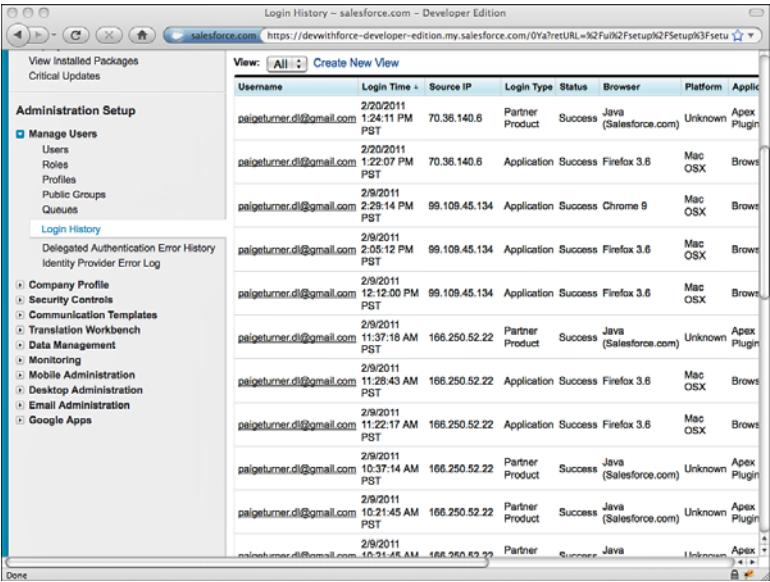 Login History – salesforce.com – Developer Edition
salesforce.com https://devwithforce-developer-edition.my.salesforce.com/0Ya?retURL=%2Fui%2Fsetup%2FSetup%3Fsetu
View Installed Packages
Critical Updates
Administration Setup
Manage Users
Users
Roles
Profiles
Public Groups
Queues
Login History
Delegated Authentication Error History
Identity Provider Error Log
Company Profile
Security Controls
Communication Templates
Translation Workbench
Data Management
Monitoring
Mobile Administration
Desktop Administration
Email Administration
Google Apps
View: All Create New View
Username Login Time Source IP Login Type Status Browser Platform Applic
paigeturner.dl@gmail.com 2/20/2011 1:24:11 PM PST 70.36.140.6 Partner Product Success Java (Salesforce.com) Unknown Apex Plugin
paigeturner.dl@gmail.com 2/20/2011 1:22:07 PM PST 70.36.140.6 Application Success Firefox 3.6 Mac OSX Brows
paigeturner.dl@gmail.com 2/9/2011 2:29:14 PM PST 99.109.45.134 Application Success Chrome 9 Mac OSX Brows
paigeturner.dl@gmail.com 2/9/2011 2:05:12 PM PST 99.109.45.134 Application Success Firefox 3.6 Mac OSX Brows
paigeturner.dl@gmail.com 2/9/2011 12:12:00 PM PST 99.109.45.134 Application Success Firefox 3.6 Mac OSX Brows
paigeturner.dl@gmail.com 2/9/2011 11:37:18 AM PST 166.250.52.22 Partner Product Success Java (Salesforce.com) Unknown Apex Plugin
paigeturner.dl@gmail.com 2/9/2011 11:28:43 AM PST 166.250.52.22 Application Success Firefox 3.6 Mac OSX Brows
paigeturner.dl@gmail.com 2/9/2011 11:22:17 AM PST 166.250.52.22 Application Success Firefox 3.6 Mac OSX Brows
paigeturner.dl@gmail.com 2/9/2011 10:37:14 AM PST 166.250.52.22 Partner Product Success Java (Salesforce.com) Unknown Apex Plugin
paigeturner.dl@gmail.com 2/9/2011 10:21:45 AM PST 166.250.52.22 Partner Product Success Java (Salesforce.com) Unknown Apex Plugin
paigeturner.dl@gmail.com 2/9/2011 10:21:45 AM 166.250.52.22 Partner Success Java Unknown Apex
Done